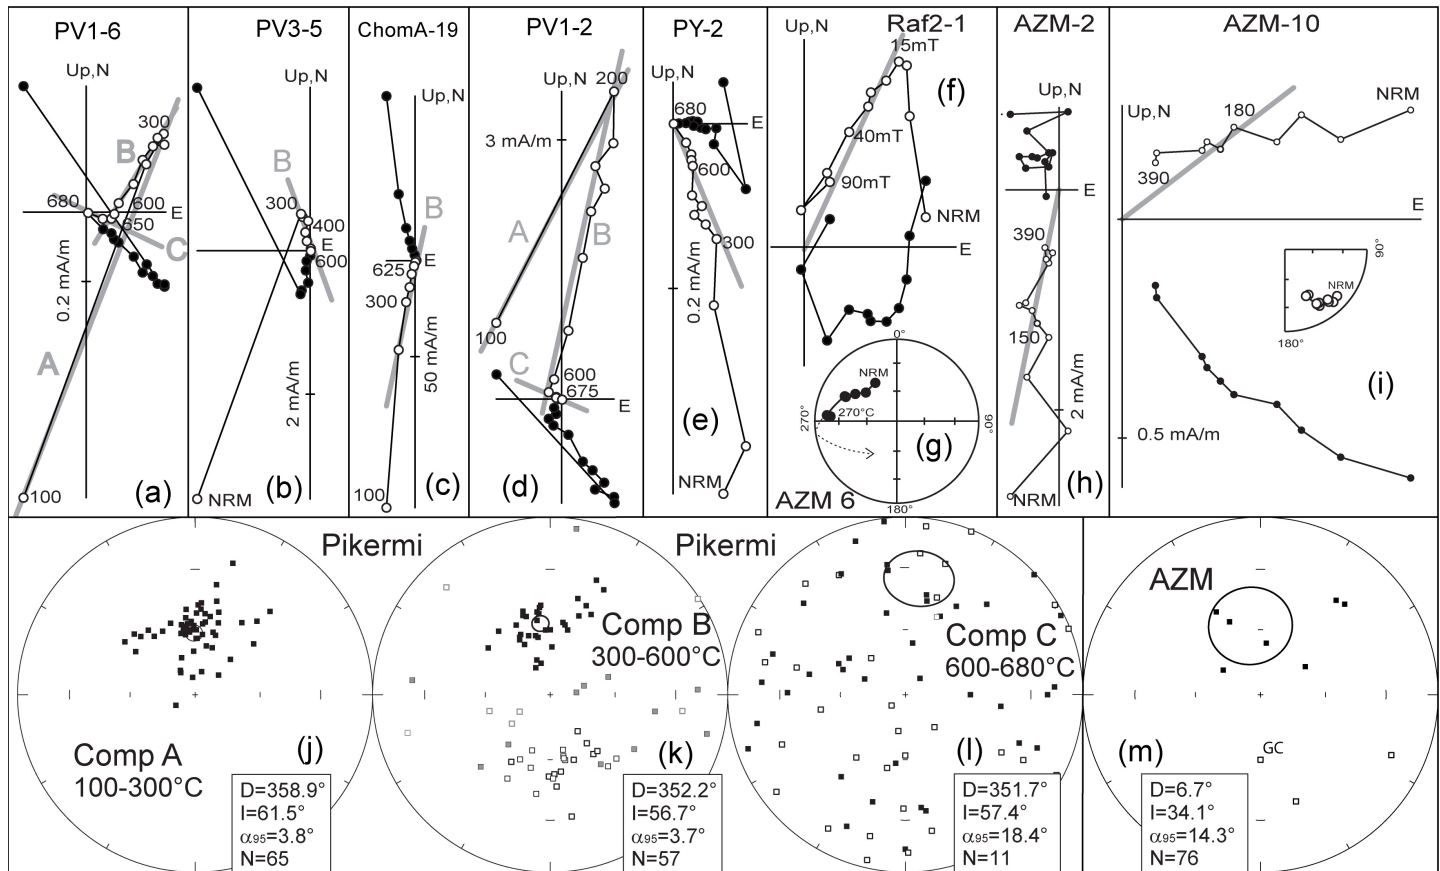 PV1-6
Up,N
300
B
680
600
E
650
C
0.2 mA/m
A
100
(a)
PV3-5
Up,N
B
300
400
E
600
2 mA/m
NRM
(b)
ChomA-19
Up,N
B
E
625
300
50 mA/m
100
(c)
PV1-2
Up,N
200
3 mA/m
A
B
100
C
600
675
E
(d)
PY-2
Up,N
680
E
600
300
0.2 mA/m
(e)
NRM
Raf2-1
Up,N
15mT
(f)
40mT
90mT
NRM
E
0°
NRM
270°
270°C
90°
(g)
AZM 6
180°
AZM-2
Up,N
E
390
150
2 mA/m
(h)
NRM
AZM-10
Up,N
180
NRM
390
E
90°
NRM
180°
(i)
0.5 mA/m
Pikermi
Comp A
100-300°C
(j)
D=358.9°
I=61.5°
α95=3.8°
N=65
Pikermi
Comp B
300-600°C
(k)
D=352.2°
I=56.7°
α95=3.7°
N=57
Comp C
600-680°C
(l)
D=351.7°
I=57.4°
α95=18.4°
N=11
AZM
(m)
GC
D=6.7°
I=34.1°
α95=14.3°
N=76